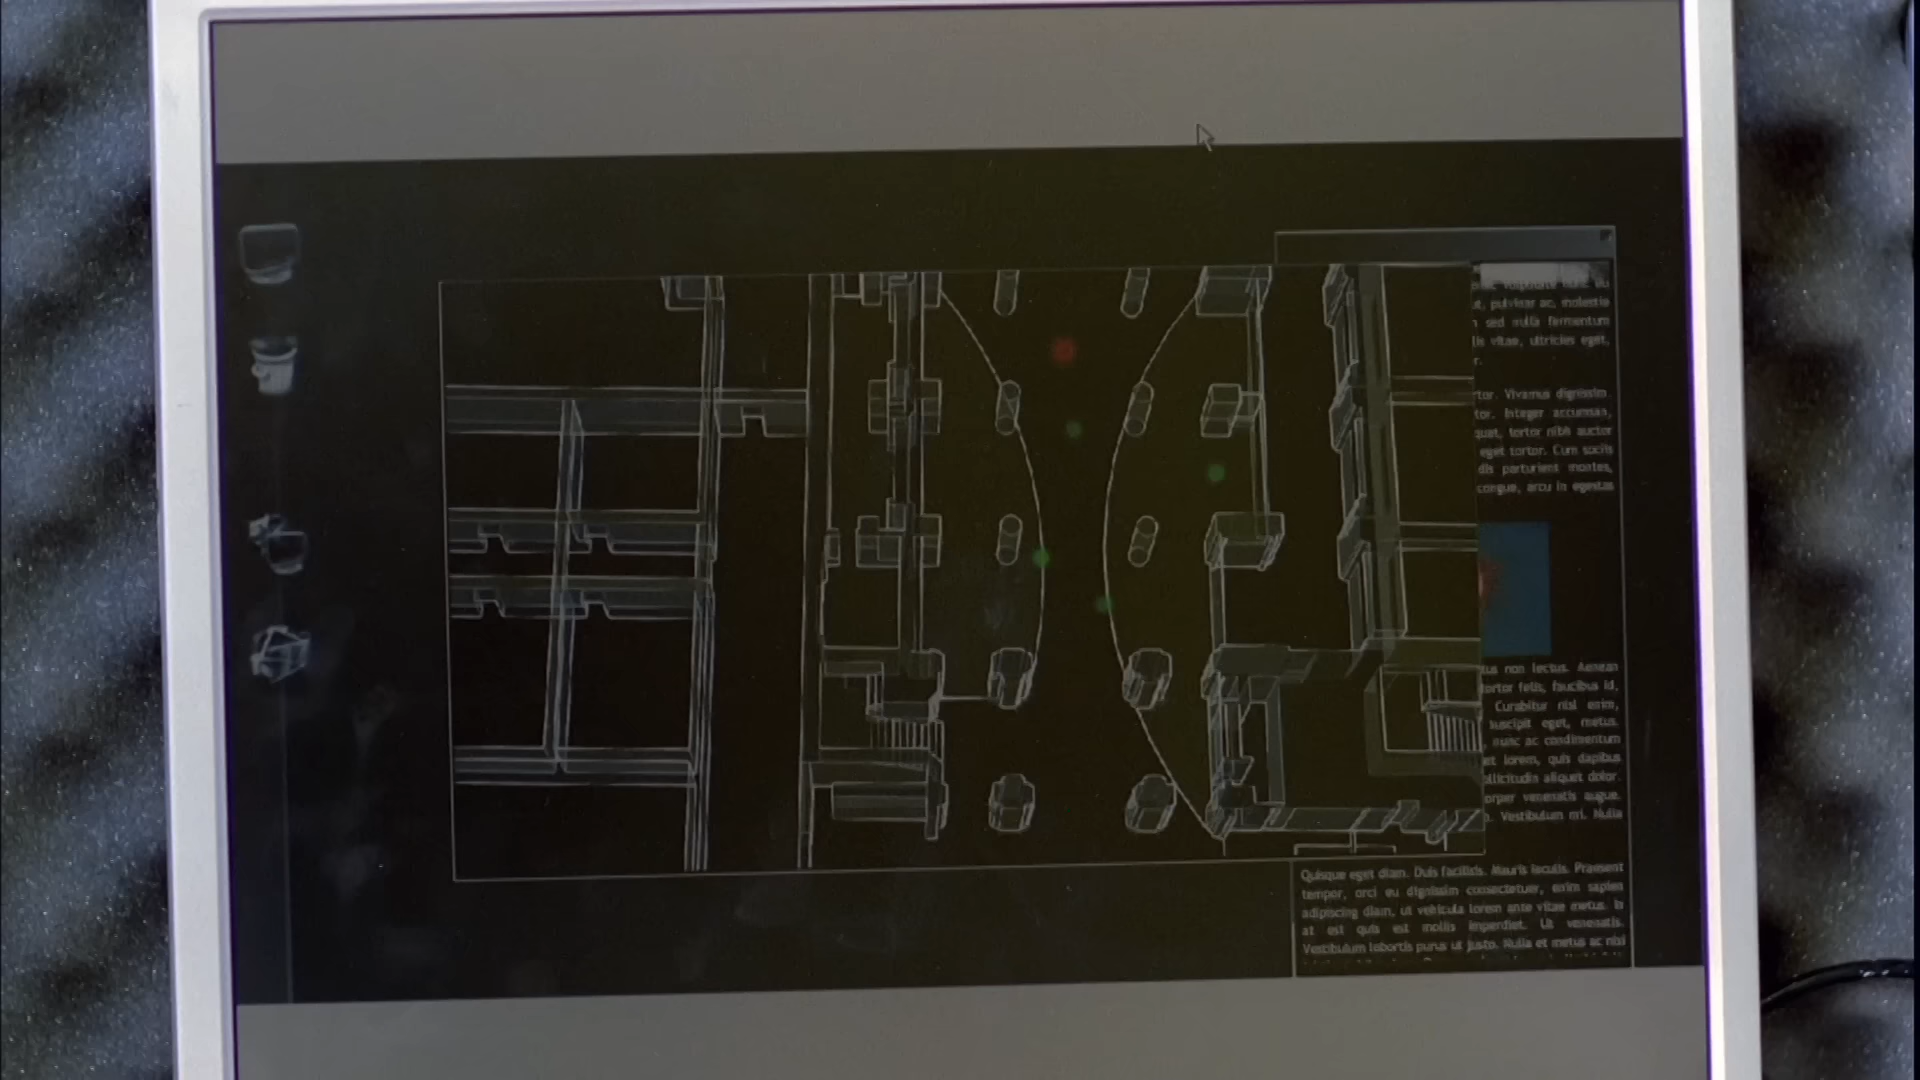 t, pulvinar ac, molestie
sed nulla fermentum
lis vitae, ultricies eget,
r.
rtor. Vivamus dignissim
tor. Integer accumsan,
quat, tortor nibh auctor
eget tortor. Cum sociis
dis parturient montes,
congue, arcu in egestas
tus non lectus. Aenean
tortor felis, faucibus id,
Curabitur nisl enim,
suscipit eget, metus.
, nunc ac condimentum
et lorem, quis dapibus
ollicitudin aliquet dolor.
orper venenatis augue.
. Vestibulum mi. Nulla
Quisque eget diam. Duis facilisis. Mauris iaculis. Praesent
tempor, orci eu dignissim consectetuer, enim sapien
adipiscing diam, ut vehicula lorem ante vitae metus. In
at est quis est mollis imperdiet. Ut venenatis.
Vestibulum lobortis purus ut justo. Nulla et metus ac nisl